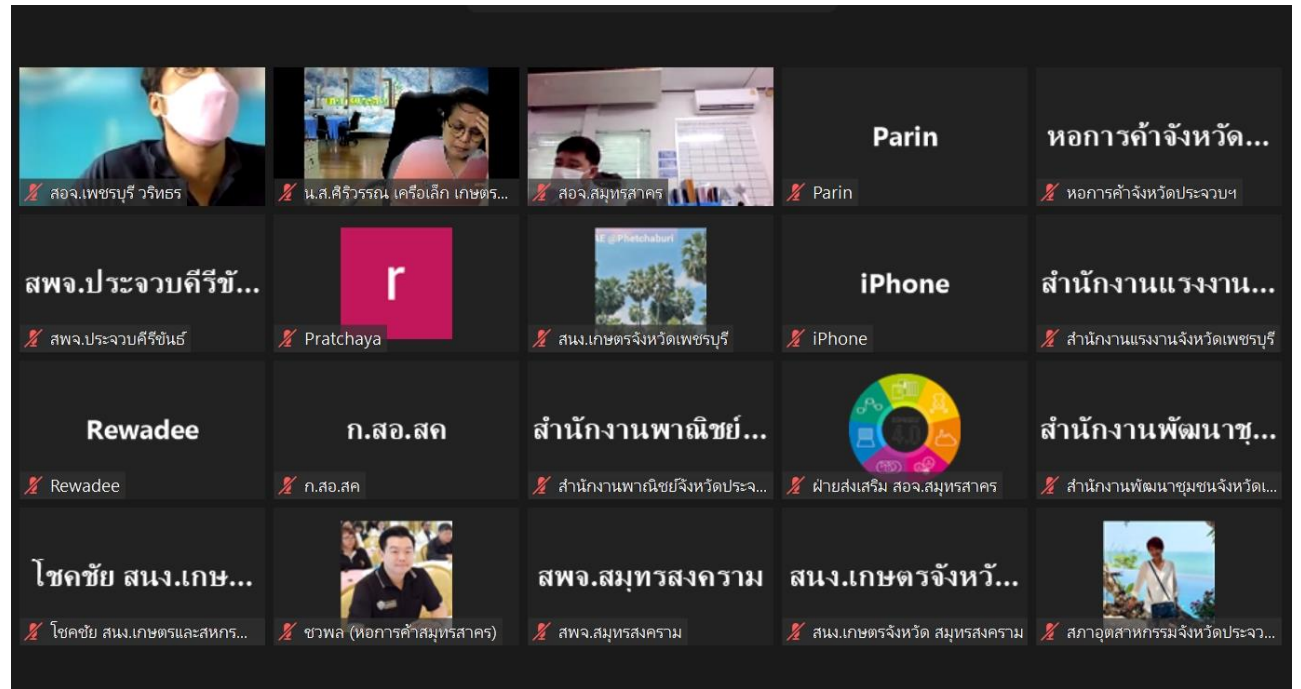 สอจ.เพชรบุรี วริทธร
น.ส.ศิริวรรณ เครือเล็ก เกษตร...
สอจ.สมุทรสาคร
Parin
Parin
หอการค้าจังหวัด...
หอการค้าจังหวัดประจวบฯ
สพจ.ประจวบคีรีขั...
สพจ.ประจวบคีรีขันธ์
r
Pratchaya
@Phetchaburi
สนง.เกษตรจังหวัดเพชรบุรี
iPhone
iPhone
สำนักงานแรงงาน...
สำนักงานแรงงานจังหวัดเพชรบุรี
Rewadee
Rewadee
ก.สอ.สค
ก.สอ.สค
สำนักงานพาณิชย์...
สำนักงานพาณิชย์จังหวัดประจ...
4.0
ฝ่ายส่งเสริม สอจ.สมุทรสาคร
สำนักงานพัฒนาชุ...
สำนักงานพัฒนาชุมชนจังหวัดเ...
โชคชัย สนง.เกษ...
โชคชัย สนง.เกษตรและสหกร...
ชวพล (หอการค้าสมุทรสาคร)
สพจ.สมุทรสงคราม
สพจ.สมุทรสงคราม
สนง.เกษตรจังหวั...
สนง.เกษตรจังหวัด สมุทรสงคราม
สภาอุตสาหกรรมจังหวัดประจว...